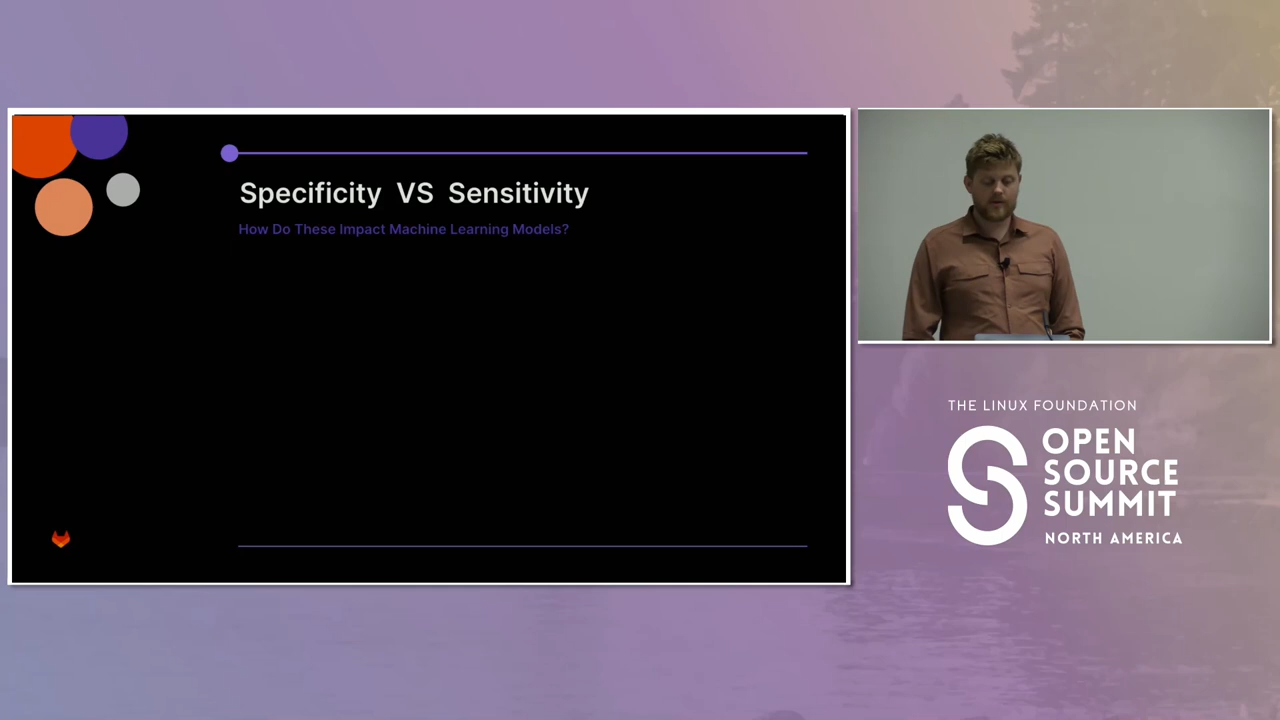 Specificity VS Sensitivity
How Do These Impact Machine Learning Models?
THE LINUX FOUNDATION
OPEN
SOURCE
SUMMIT
NORTH AMERICA